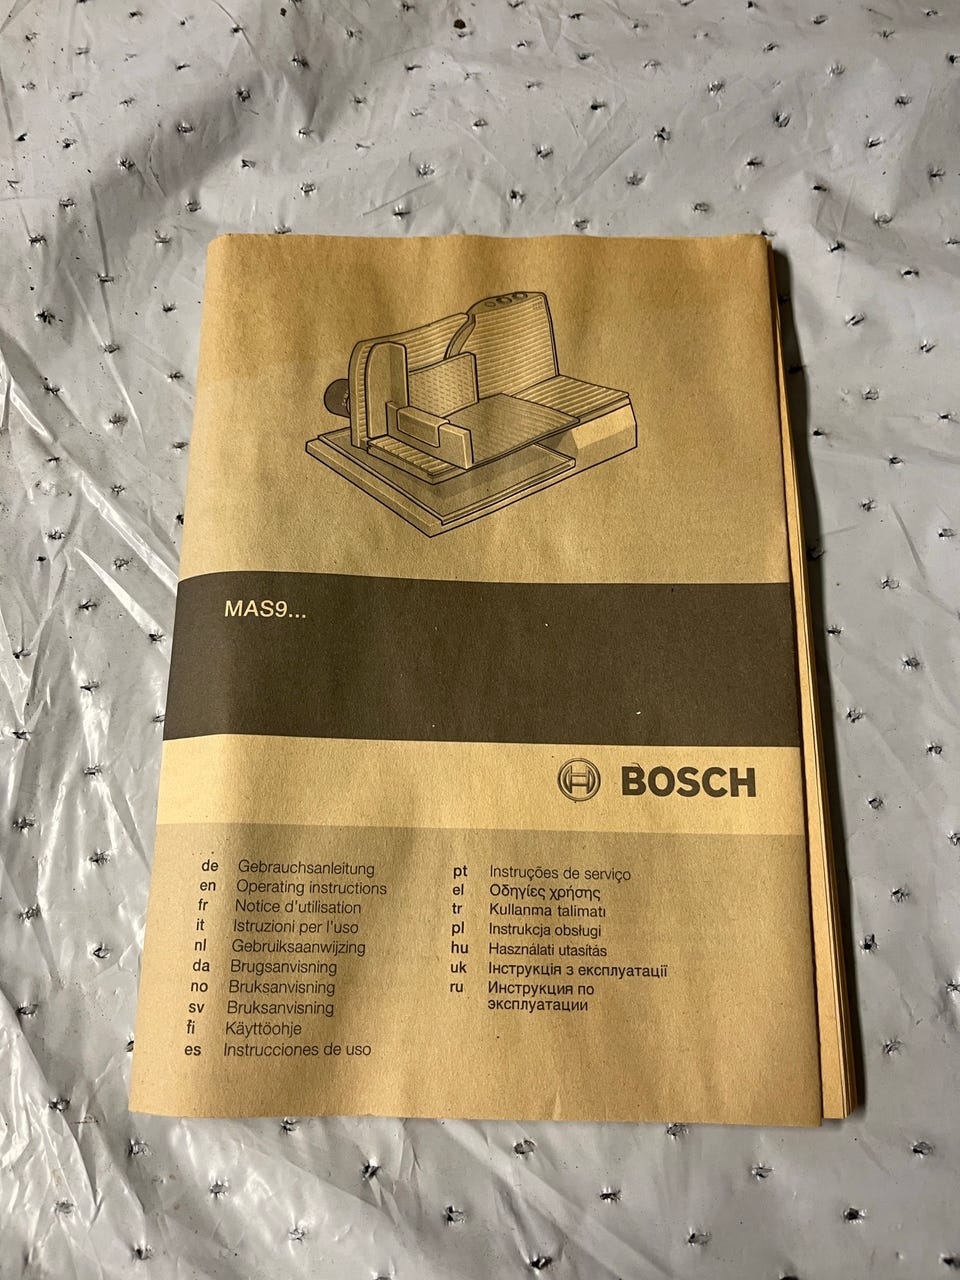 MAS9...
BOSCH
de Gebrauchsanleitung
en Operating instructions
fr Notice d'utilisation
it Istruzioni per l'uso
nl Gebruiksaanwijzing
da Brugsanvisning
no Bruksanvisning
sv Bruksanvisning
fi Käyttöohje
es Instrucciones de uso
pt Instruções de serviço
el Οδηγίες χρήσης
tr Kullanma talimatı
pl Instrukcja obsługi
hu Használati utasítás
uk Інструкція з експлуатації
ru Инструкция по
эксплуатации